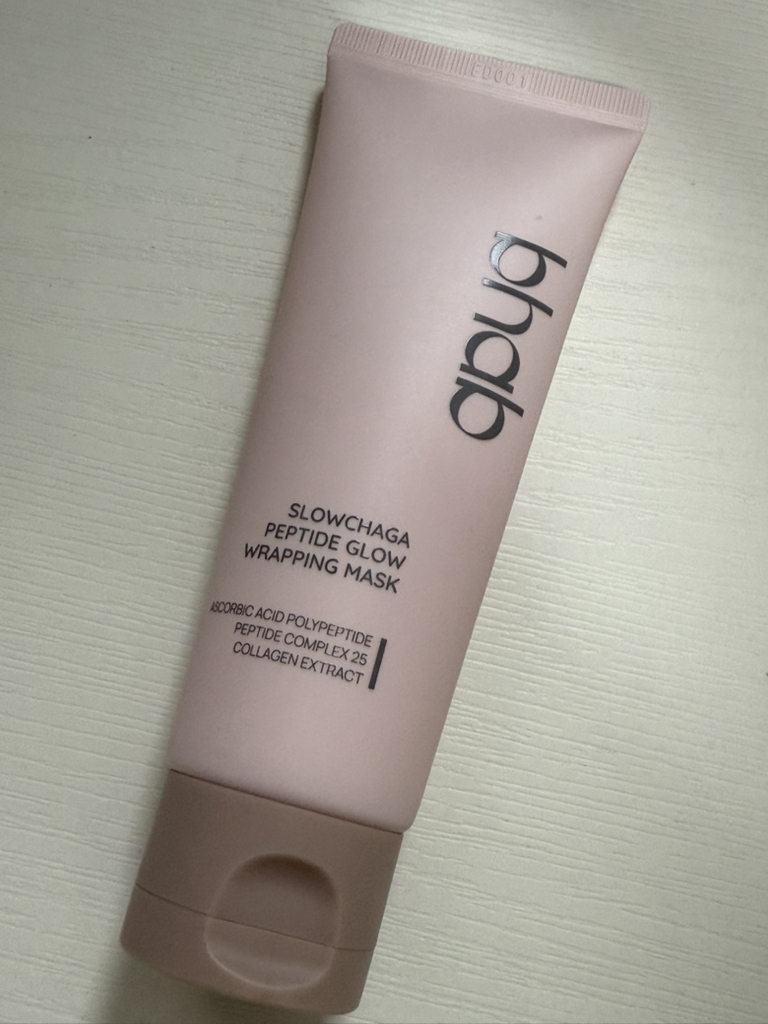 bhab
SLOWCHAGA
PEPTIDE GLOW
WRAPPING MASK
ASCORBIC ACID POLYPEPTIDE
PEPTIDE COMPLEX 25
COLLAGEN EXTRACT